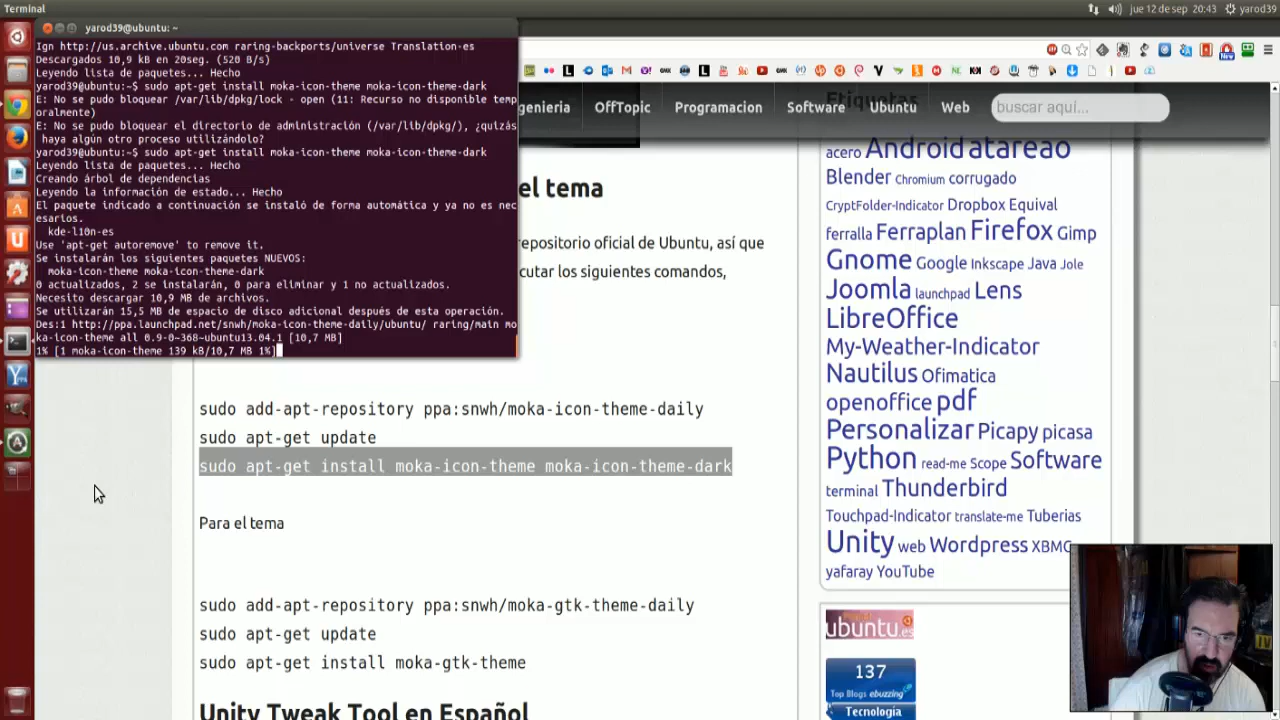 Terminal
jue 12 de sep 20:43 yarod39
yarod39@ubuntu: ~
Ign http://us.archive.ubuntu.com raring-backports/universe Translation-es
Descargados 10,9 kB en 20seg. (520 B/s)
Leyendo lista de paquetes... Hecho
yarod39@ubuntu:~$ sudo apt-get install moka-icon-theme moka-icon-theme-dark
E: No se pudo bloquear /var/lib/dpkg/lock - open (11: Recurso no disponible temp
oralmente)
E: No se pudo bloquear el directorio de administración (/var/lib/dpkg/), ¿quizás
haya algún otro proceso utilizándolo?
yarod39@ubuntu:~$ sudo apt-get install moka-icon-theme moka-icon-theme-dark
Leyendo lista de paquetes... Hecho
Creando árbol de dependencias
Leyendo la información de estado... Hecho
El paquete indicado a continuación se instaló de forma automática y ya no es nec
esarios.
kde-l10n-es
Use 'apt-get autoremove' to remove it.
Se instalarán los siguientes paquetes NUEVOS:
moka-icon-theme moka-icon-theme-dark
0 actualizados, 2 se instalarán, 0 para eliminar y 1 no actualizados.
Necesito descargar 10,9 MB de archivos.
Se utilizarán 15,5 MB de espacio de disco adicional después de esta operación.
Des:1 http://ppa.launchpad.net/snwh/moka-icon-theme-daily/ubuntu/ raring/main mo
ka-icon-theme all 0.9-0~368~ubuntu13.04.1 [10,7 MB]
1% [1 moka-icon-theme 139 kB/10,7 MB 1%]
genieria OffTopic Programacion Software Ubuntu Web buscar aquí...
el tema
repositorio oficial de Ubuntu, así que
cutar los siguientes comandos,
sudo add-apt-repository ppa:snwh/moka-icon-theme-daily
sudo apt-get update
sudo apt-get install moka-icon-theme moka-icon-theme-dark
Para el tema
sudo add-apt-repository ppa:snwh/moka-gtk-theme-daily
sudo apt-get update
sudo apt-get install moka-gtk-theme
Unity Tweak Tool en Español
Etiquetas
acero Android atareao
Blender Chromium corrugado
CryptFolder-Indicator Dropbox Equival
ferralla Ferraplan Firefox Gimp
Gnome Google Inkscape Java Jole
Joomla launchpad Lens
LibreOffice
My-Weather-Indicator
Nautilus Ofimatica
openoffice pdf
Personalizar Picapy picasa
Python read-me Scope Software
terminal Thunderbird
Touchpad-Indicator translate-me Tuberias
Unity web Wordpress XBMC
yafaray YouTube
ubuntu.es
137
Top Blogs ebuzzing
Tecnología